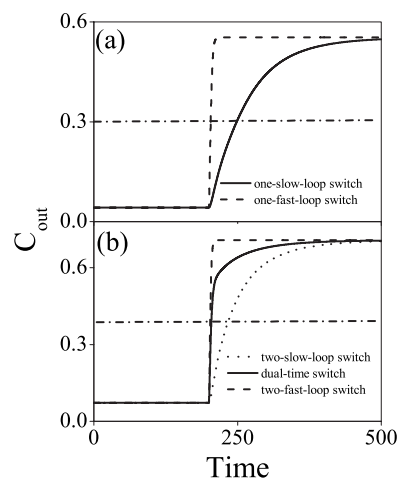 0.6
(a)
0.3
one-slow-loop switch
one-fast-loop switch
0.0
C_out
(b)
0.6
0.3
two-slow-loop switch
dual-time switch
two-fast-loop switch
0.0
0 250 500
Time